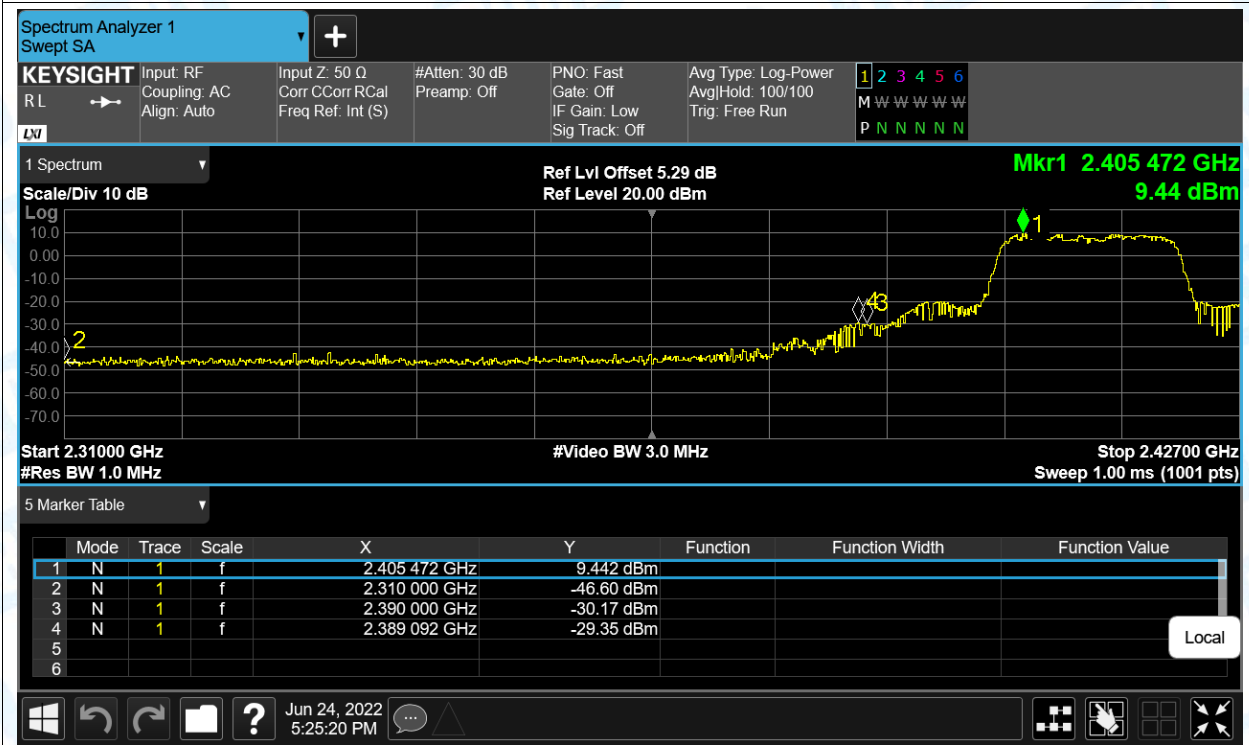 Spectrum Analyzer 1
Swept SA
+
KEYSIGHT
R L
LXI
Input: RF
Coupling: AC
Align: Auto
Input Z: 50 Ω
Corr CCorr RCal
Freq Ref: Int (S)
#Atten: 30 dB
Preamp: Off
PNO: Fast
Gate: Off
IF Gain: Low
Sig Track: Off
Avg Type: Log-Power
Avg|Hold: 100/100
Trig: Free Run
1 2 3 4 5 6
M W W W W W W
P N N N N N N
1 Spectrum
Scale/Div 10 dB
Ref Lvl Offset 5.29 dB
Ref Level 20.00 dBm
Mkr1 2.405 472 GHz
9.44 dBm
Log
10.0
0.00
-10.0
-20.0
-30.0
-40.0
-50.0
-60.0
-70.0
1
2
4 3
Start 2.31000 GHz
#Res BW 1.0 MHz
#Video BW 3.0 MHz
Stop 2.42700 GHz
Sweep 1.00 ms (1001 pts)
5 Marker Table
Mode Trace Scale X Y Function Function Width Function Value
1 N 1 f 2.405 472 GHz 9.442 dBm
2 N 1 f 2.310 000 GHz -46.60 dBm
3 N 1 f 2.390 000 GHz -30.17 dBm
4 N 1 f 2.389 092 GHz -29.35 dBm
5
6
Local
?
Jun 24, 2022
5:25:20 PM